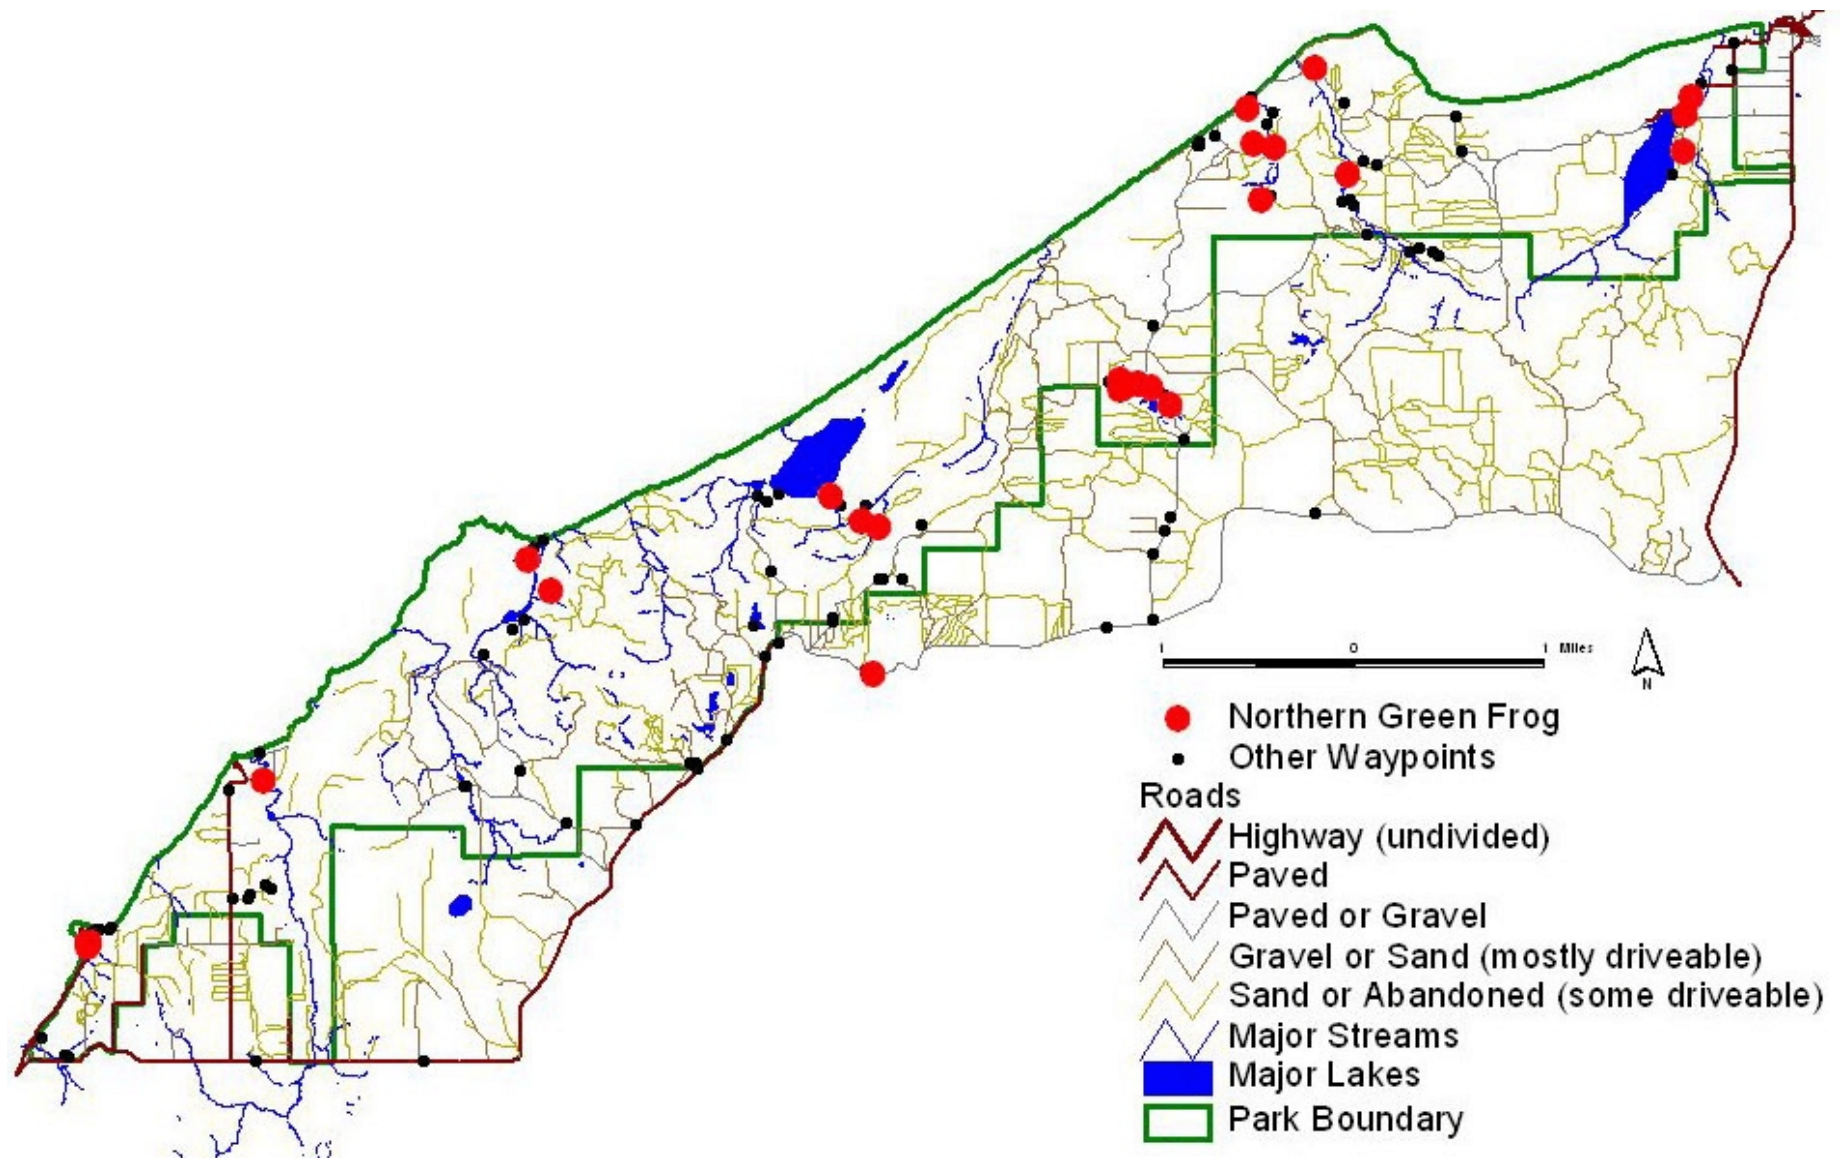 1 0 1 Miles
N
Northern Green Frog
Other Waypoints
Roads
Highway (undivided)
Paved
Paved or Gravel
Gravel or Sand (mostly driveable)
Sand or Abandoned (some driveable)
Major Streams
Major Lakes
Park Boundary